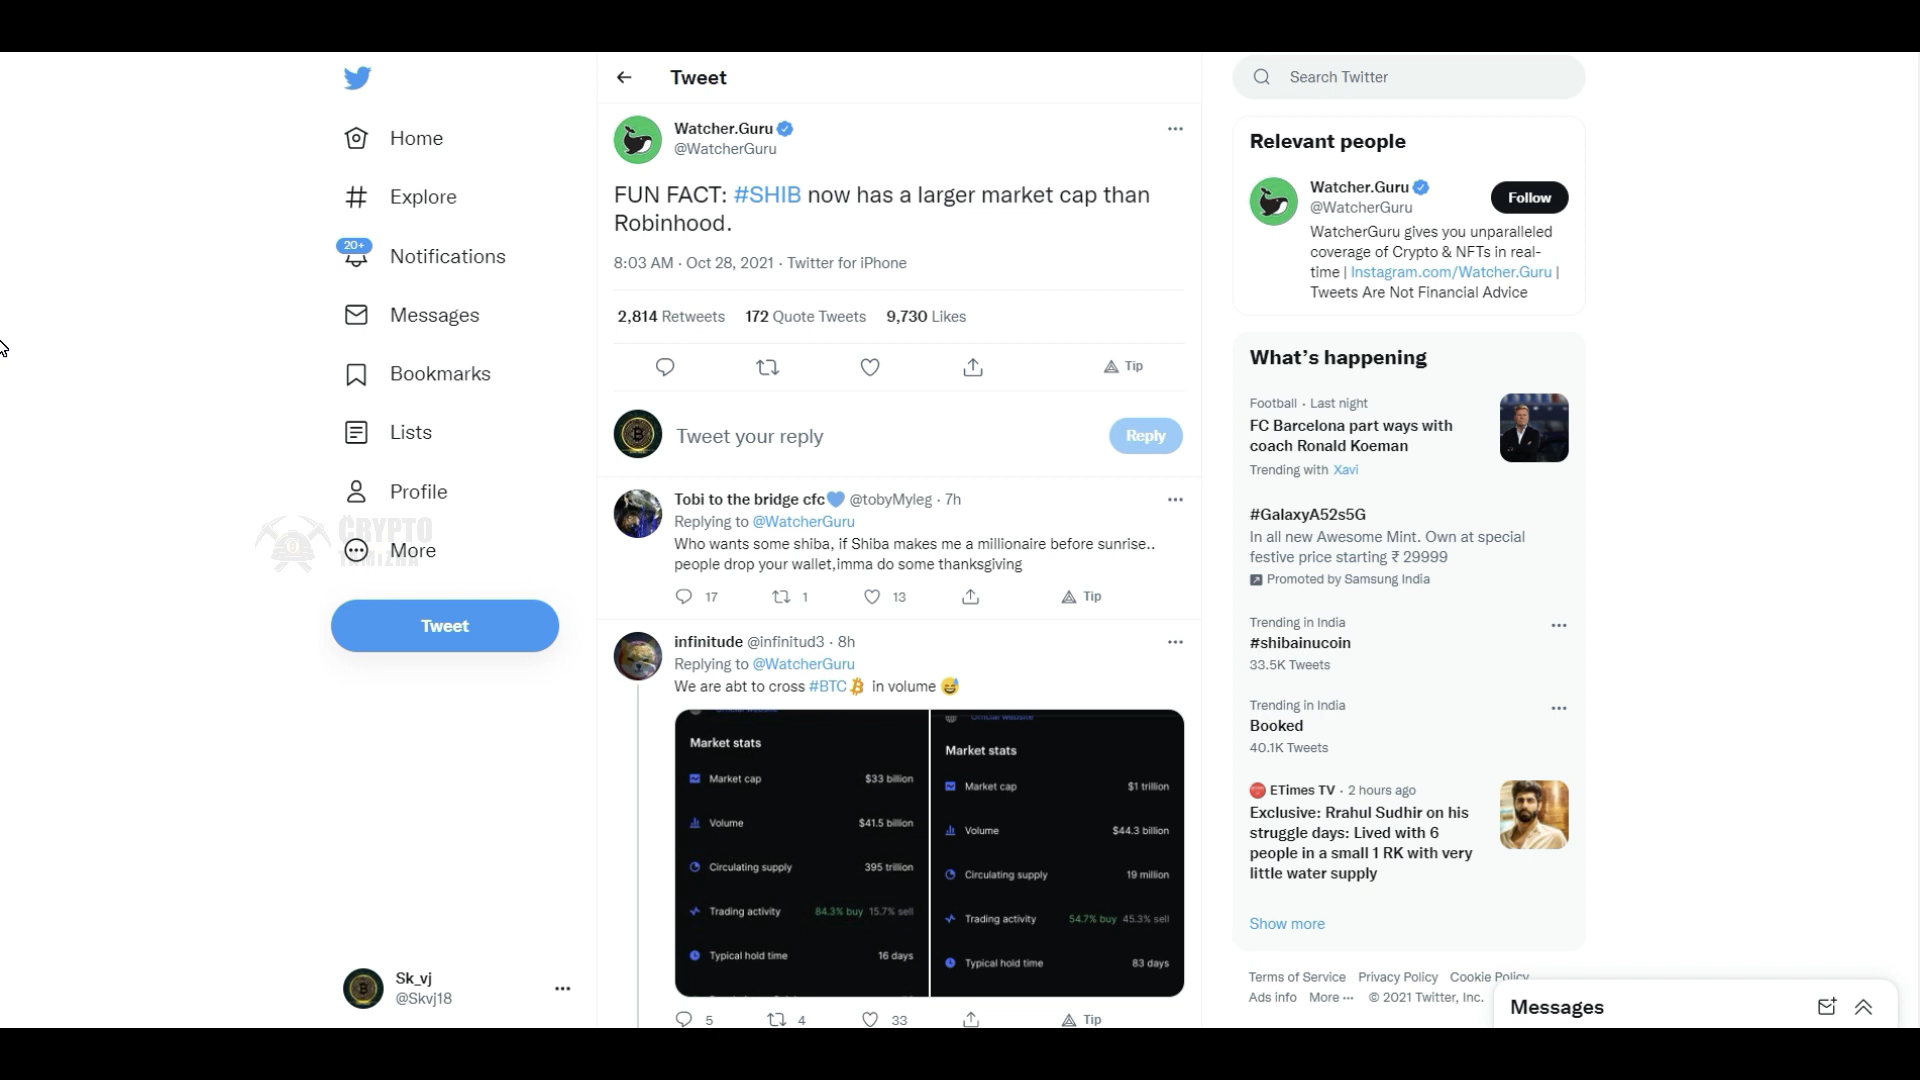 Home
Explore
20+
Notifications
Messages
Bookmarks
Lists
Profile
More
CRYPTO
Tweet
Sk_vj
@Skvj18
Tweet
Watcher.Guru
@WatcherGuru
FUN FACT: #SHIB now has a larger market cap than
Robinhood.
8:03 AM · Oct 28, 2021 · Twitter for iPhone
2,814 Retweets 172 Quote Tweets 9,730 Likes
Tip
Tweet your reply
Reply
Tobi to the bridge cfc💙 @tobyMyleg · 7h
Replying to @WatcherGuru
Who wants some shiba, if Shiba makes me a millionaire before sunrise..
people drop your wallet,imma do some thanksgiving
17 1 13 Tip
infinitude @infinitud3 · 8h
Replying to @WatcherGuru
We are abt to cross #BTC in volume 😅
Official website
Market stats
Market cap $33 billion
Volume $41.5 billion
Circulating supply 395 trillion
Trading activity 84.3% buy 15.7% sell
Typical hold time 16 days
Official website
Market stats
Market cap $1 trillion
Volume $44.3 billion
Circulating supply 19 million
Trading activity 54.7% buy 45.3% sell
Typical hold time 83 days
5 4 33 Tip
Search Twitter
Relevant people
Watcher.Guru
@WatcherGuru
Follow
WatcherGuru gives you unparalleled
coverage of Crypto & NFTs in real-
time | Instagram.com/Watcher.Guru |
Tweets Are Not Financial Advice
What's happening
Football · Last night
FC Barcelona part ways with
coach Ronald Koeman
Trending with Xavi
#GalaxyA52s5G
In all new Awesome Mint. Own at special
festive price starting ₹ 29999
Promoted by Samsung India
Trending in India
#shibainucoin
33.5K Tweets
Trending in India
Booked
40.1K Tweets
ETimes TV · 2 hours ago
Exclusive: Rrahul Sudhir on his
struggle days: Lived with 6
people in a small 1 RK with very
little water supply
Show more
Terms of Service Privacy Policy Cookie Policy
Ads info More ··· © 2021 Twitter, Inc.
Messages